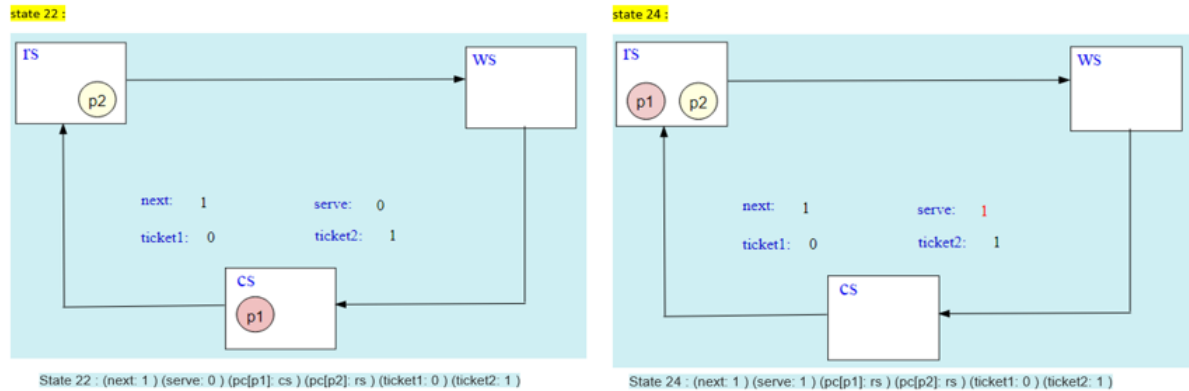 state 22 :
rs
ws
p2
next: 1 serve: 0
ticket1: 0 ticket2: 1
cs
p1
State 22 : (next: 1 ) (serve: 0 ) (pc[p1]: cs ) (pc[p2]: rs ) (ticket1: 0 ) (ticket2: 1 )
state 24 :
rs
ws
p1 p2
next: 1 serve: 1
ticket1: 0 ticket2: 1
cs
State 24 : (next: 1 ) (serve: 1 ) (pc[p1]: rs ) (pc[p2]: rs ) (ticket1: 0 ) (ticket2: 1 )